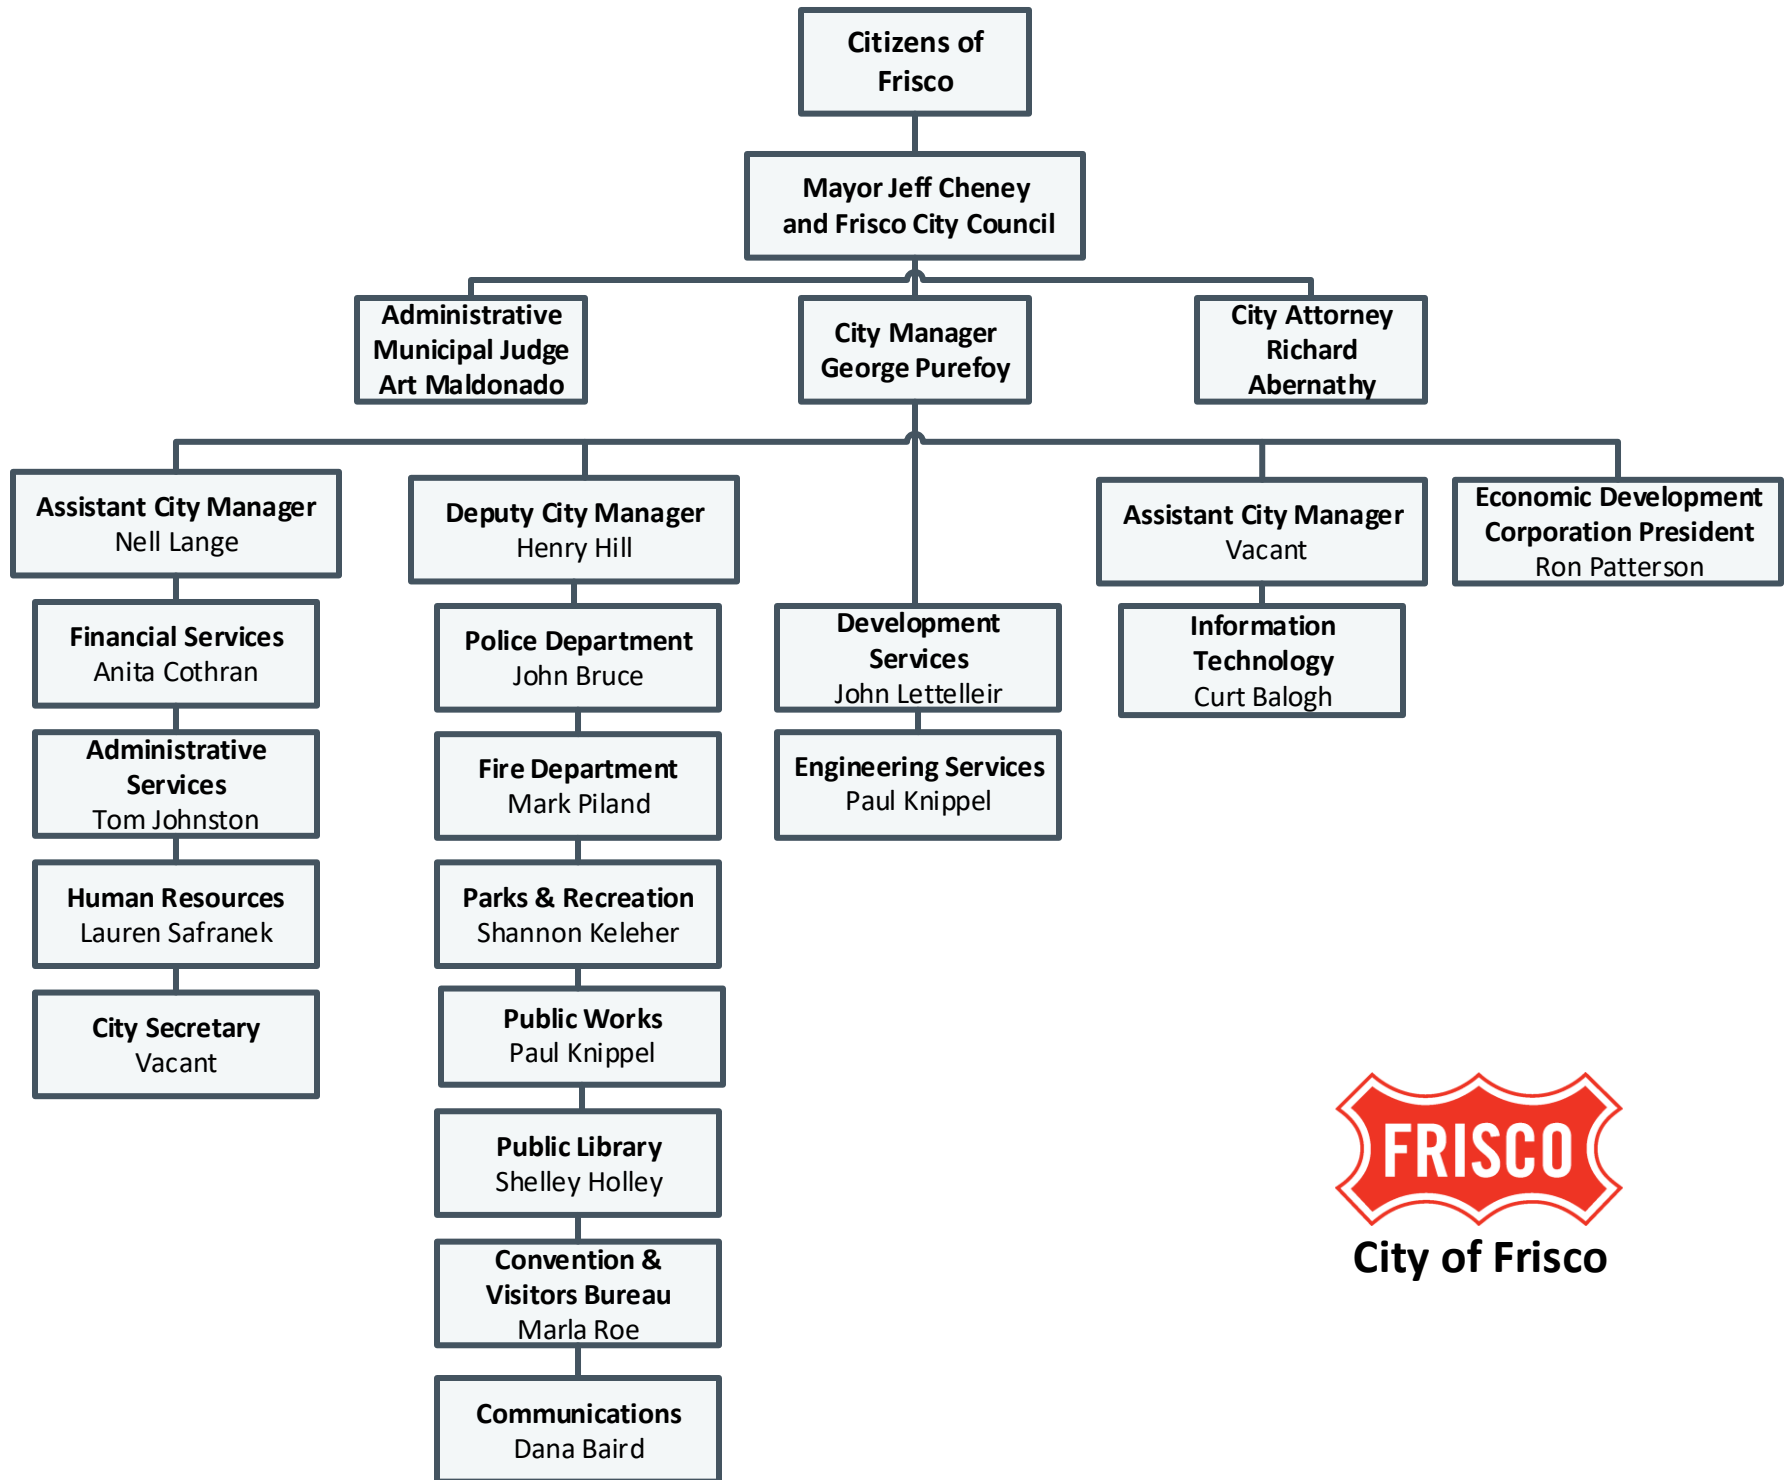 Citizens of
Frisco
Mayor Jeff Cheney
and Frisco City Council
Administrative
Municipal Judge
Art Maldonado
City Manager
George Purefoy
City Attorney
Richard
Abernathy
Assistant City Manager
Nell Lange
Deputy City Manager
Henry Hill
Assistant City Manager
Vacant
Economic Development
Corporation President
Ron Patterson
Financial Services
Anita Cothran
Administrative
Services
Tom Johnston
Human Resources
Lauren Safranek
City Secretary
Vacant
Police Department
John Bruce
Fire Department
Mark Piland
Parks & Recreation
Shannon Keleher
Public Works
Paul Knippel
Public Library
Shelley Holley
Convention &
Visitors Bureau
Marla Roe
Communications
Dana Baird
Development
Services
John Lettelleir
Engineering Services
Paul Knippel
Information
Technology
Curt Balogh
FRISCO
City of Frisco